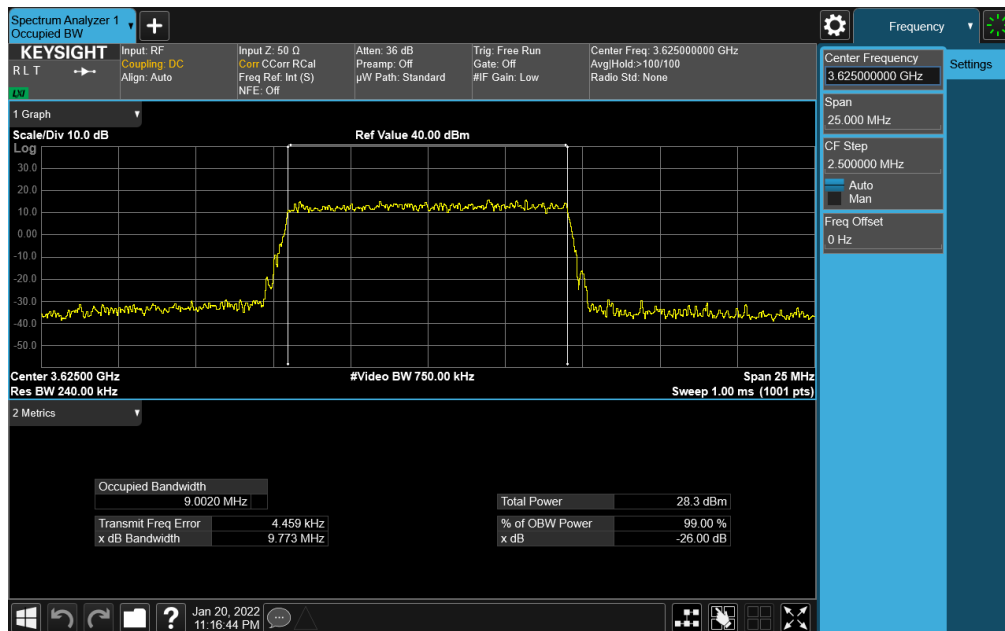 Spectrum Analyzer 1
Occupied BW
Frequency
KEYSIGHT
R L T
LXI
Input: RF
Coupling: DC
Align: Auto
Input Z: 50 Ω
Corr CCorr RCal
Freq Ref: Int (S)
NFE: Off
Atten: 36 dB
Preamp: Off
µW Path: Standard
Trig: Free Run
Gate: Off
#IF Gain: Low
Center Freq: 3.625000000 GHz
Avg|Hold:>100/100
Radio Std: None
Center Frequency
3.625000000 GHz
Settings
Span
25.000 MHz
CF Step
2.500000 MHz
Auto
Man
Freq Offset
0 Hz
1 Graph
Scale/Div 10.0 dB
Ref Value 40.00 dBm
Log
30.0
20.0
10.0
0.00
-10.0
-20.0
-30.0
-40.0
-50.0
Center 3.62500 GHz
#Video BW 750.00 kHz
Span 25 MHz
Res BW 240.00 kHz
Sweep 1.00 ms (1001 pts)
2 Metrics
Occupied Bandwidth
9.0020 MHz
Total Power 28.3 dBm
Transmit Freq Error 4.459 kHz
% of OBW Power 99.00 %
x dB Bandwidth 9.773 MHz
x dB -26.00 dB
?
Jan 20, 2022
11:16:44 PM